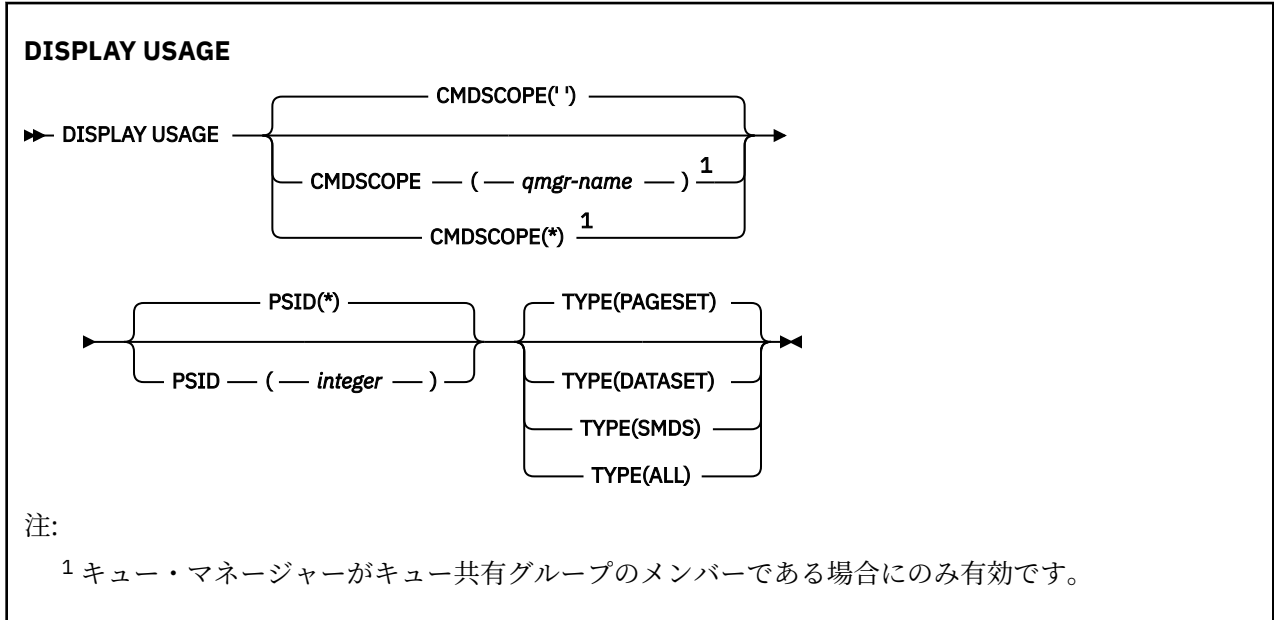 DISPLAY USAGE
CMDSCOPE(' ')
DISPLAY USAGE
CMDSCOPE ( qmgr-name ) 1
CMDSCOPE(*) 1
PSID(*)
PSID ( integer )
TYPE(PAGESET)
TYPE(DATASET)
TYPE(SMDS)
TYPE(ALL)
注:
1 キュー・マネージャーがキュー共有グループのメンバーである場合にのみ有効です。